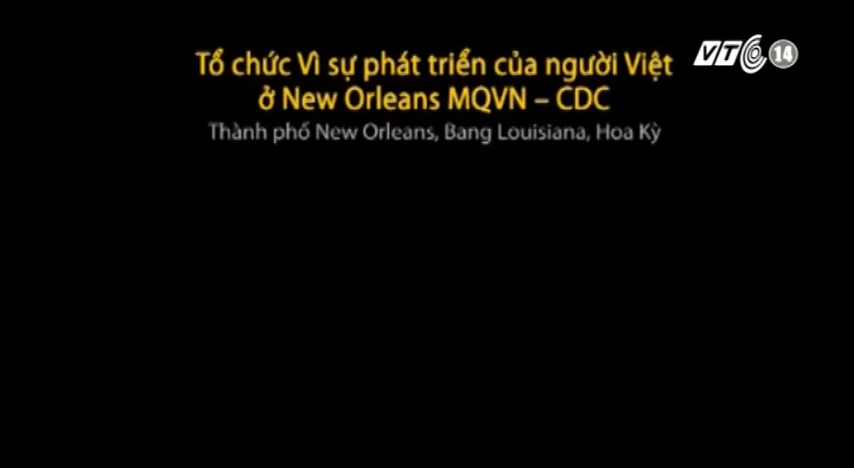 Tổ chức Vì sự phát triển của người Việt
ở New Orleans MQVN – CDC
Thành phố New Orleans, Bang Louisiana, Hoa Kỳ
VTC 14